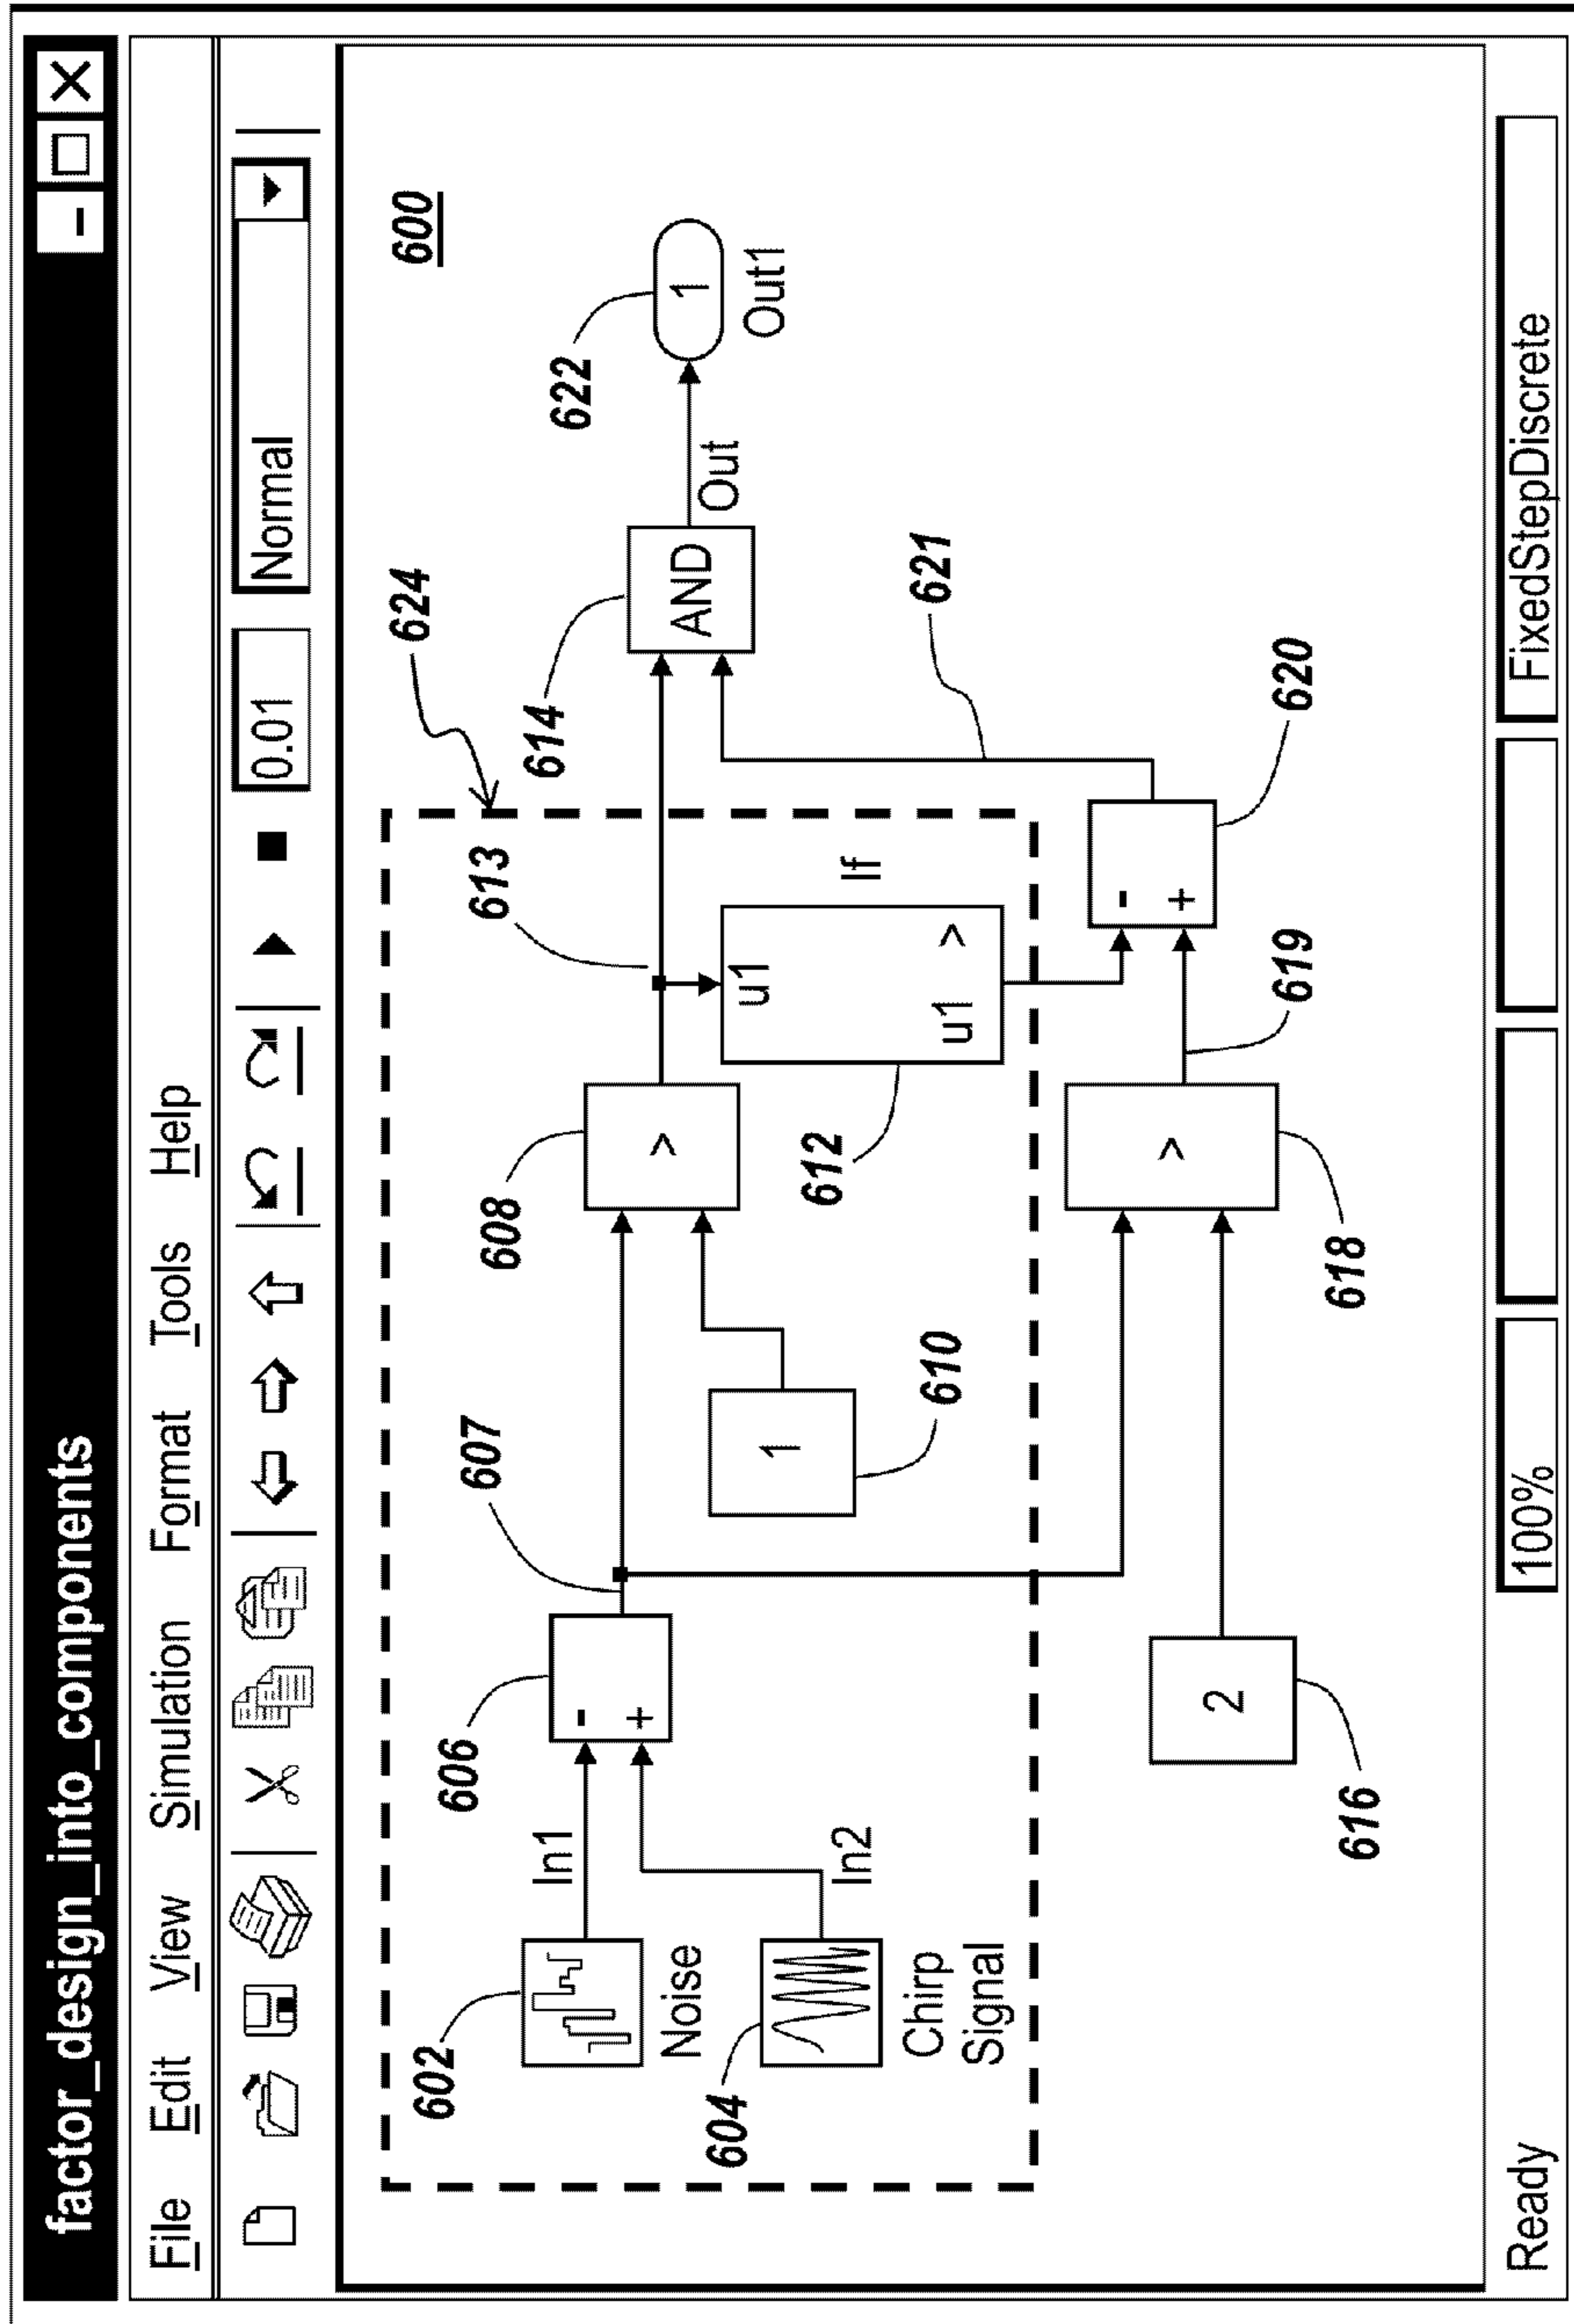 factor_design_into_components
File Edit View Simulation Format Tools Help
0.01 Normal
600
624
602
606
607
608
613
614
622
In1
-
+
>
AND
1
Out
Out1
Noise
604
In2
Chirp
Signal
1
610
612
u1
u1 >
If
621
2
616
>
618
619
-
+
620
Ready 100% FixedStepDiscrete